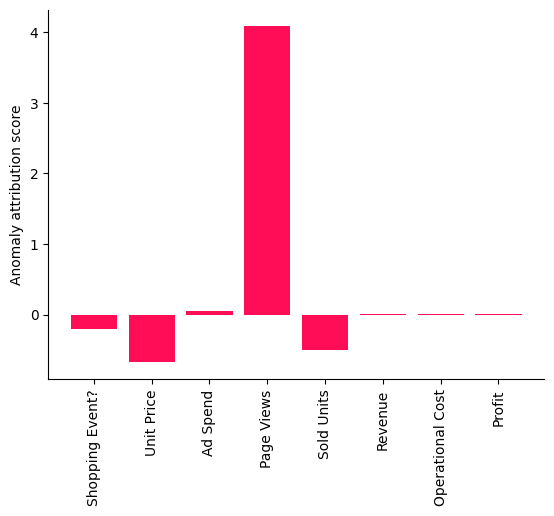 Anomaly attribution score
4
3
2
1
0
Shopping Event?
Unit Price
Ad Spend
Page Views
Sold Units
Revenue
Operational Cost
Profit